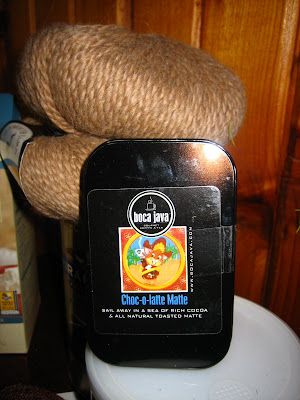 boca java
Choc-o-latte Matte
SAIL AWAY IN A SEA OF RICH COCOA
& ALL NATURAL TOASTED MATTE